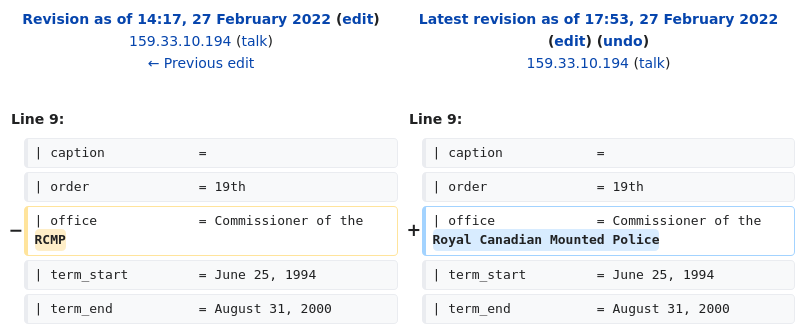 Revision as of 14:17, 27 February 2022 (edit)
159.33.10.194 (talk)
← Previous edit
Latest revision as of 17:53, 27 February 2022
(edit) (undo)
159.33.10.194 (talk)
Line 9:
| caption            =
| order              = 19th
− | office             = Commissioner of the
RCMP
| term_start         = June 25, 1994
| term_end           = August 31, 2000
Line 9:
| caption            =
| order              = 19th
+ | office             = Commissioner of the
Royal Canadian Mounted Police
| term_start         = June 25, 1994
| term_end           = August 31, 2000